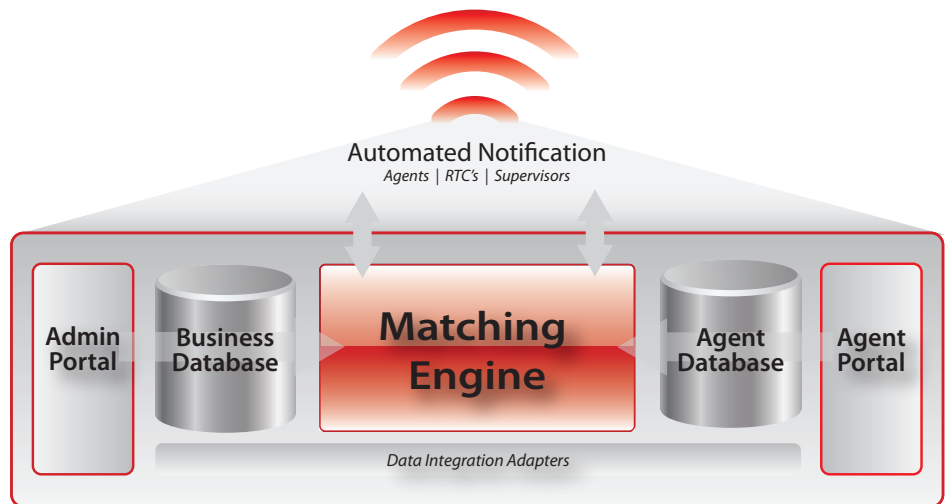 Automated Notification
Agents | RTC's | Supervisors
Admin
Portal
Business
Database
Matching
Engine
Agent
Database
Agent
Portal
Data Integration Adapters